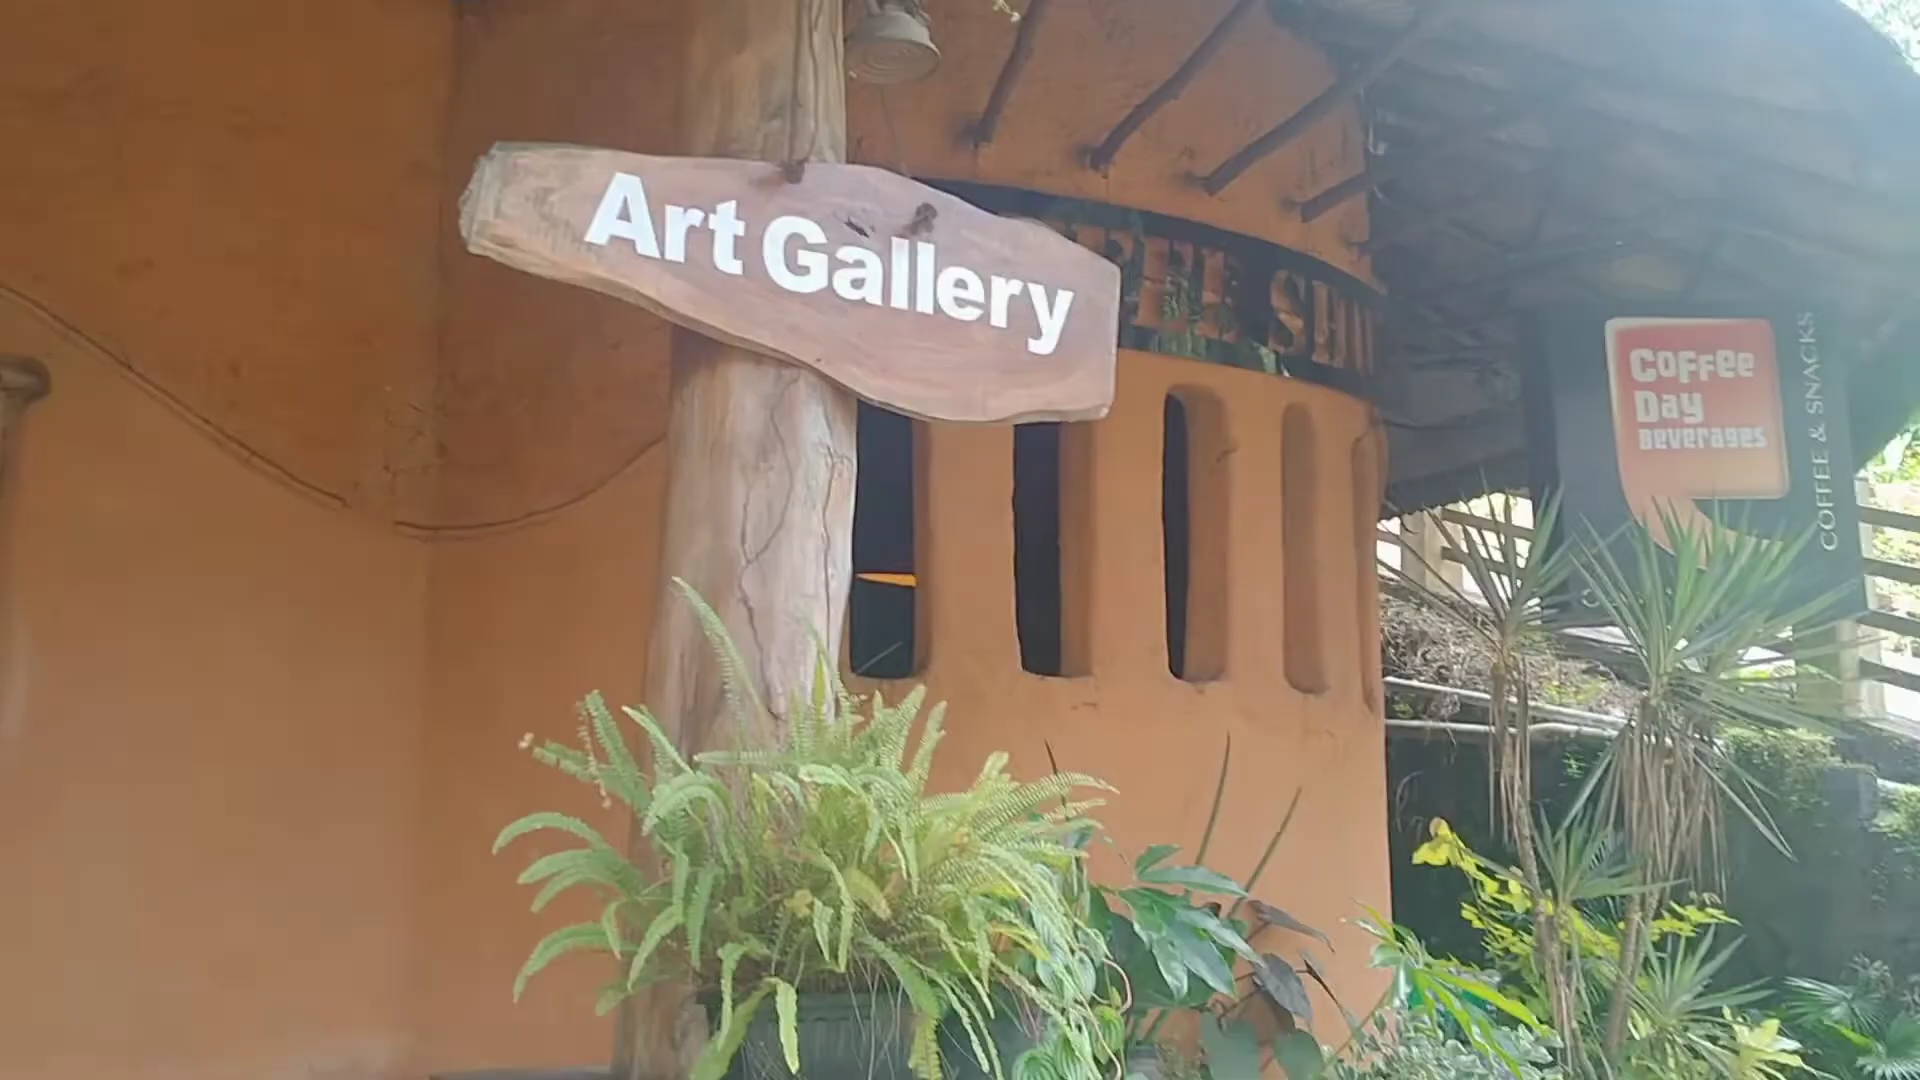 Art Gallery
Coffee
Day
Beverages
COFFEE & SNACKS